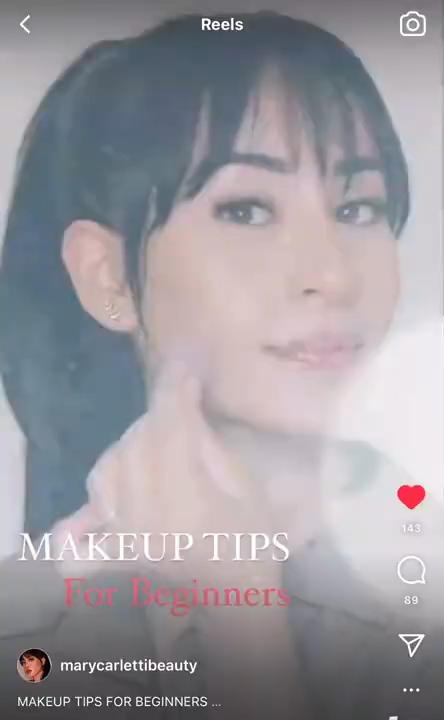 Reels
MAKEUP TIPS
For Beginners
143
89
marycarlettibeauty
MAKEUP TIPS FOR BEGINNERS ...